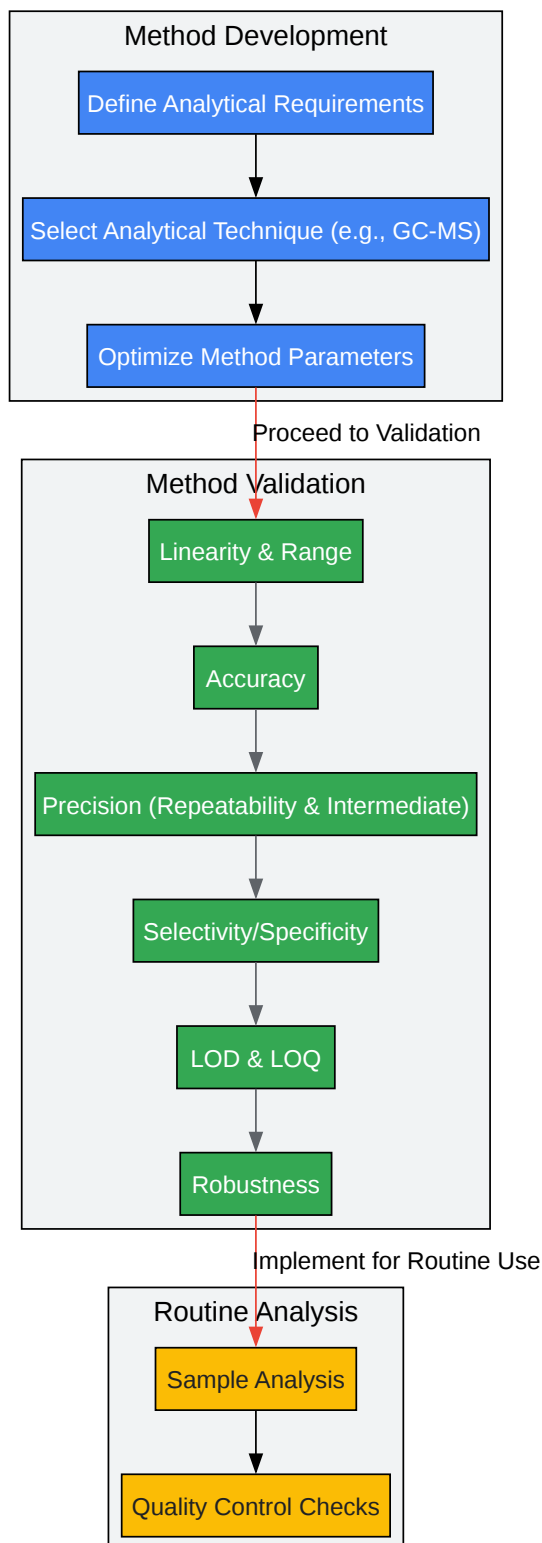 Method Development
Define Analytical Requirements
Select Analytical Technique (e.g., GC-MS)
Optimize Method Parameters
Proceed to Validation
Method Validation
Linearity & Range
Accuracy
Precision (Repeatability & Intermediate)
Selectivity/Specificity
LOD & LOQ
Robustness
Implement for Routine Use
Routine Analysis
Sample Analysis
Quality Control Checks